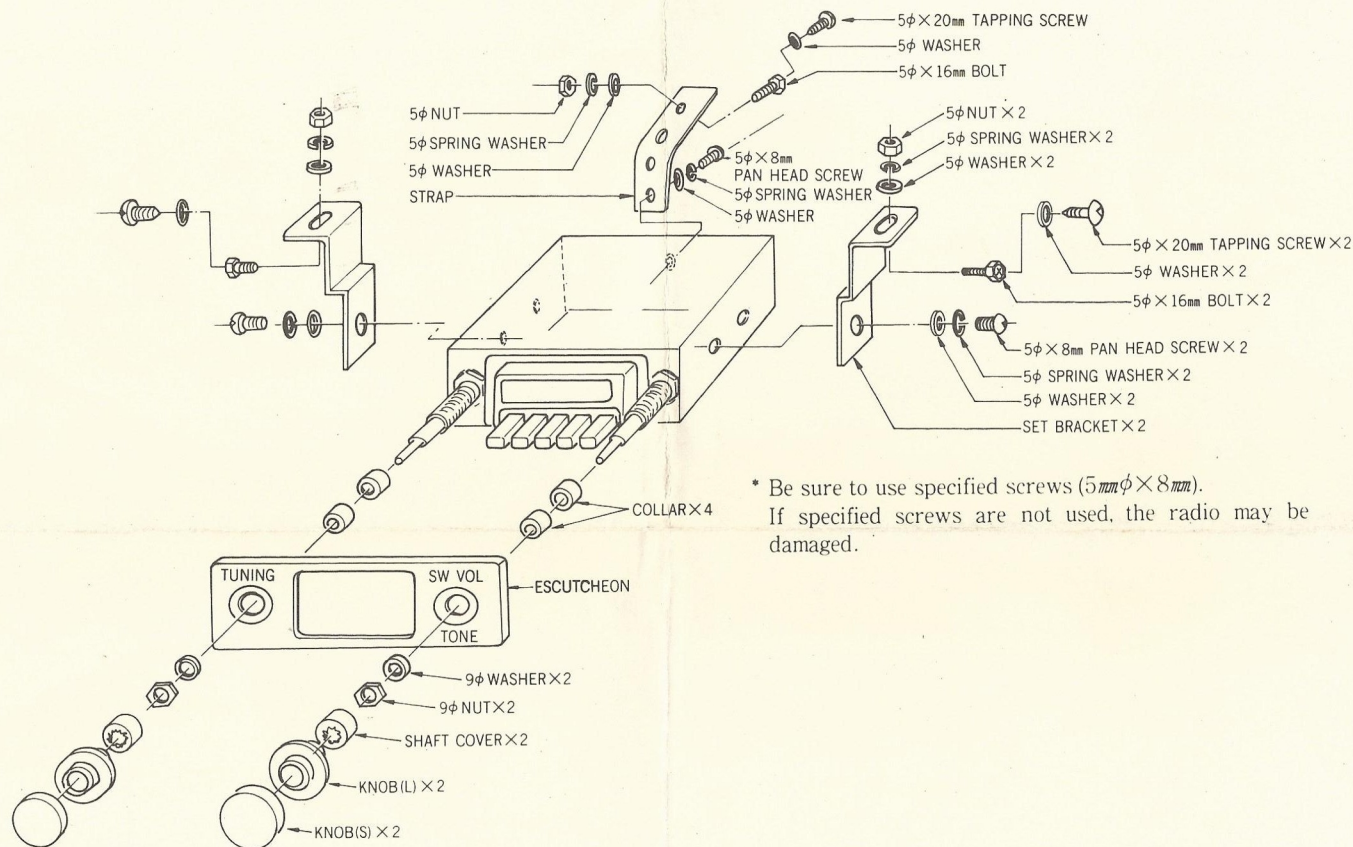 5φ×20mm TAPPING SCREW
5φ WASHER
5φ×16mm BOLT
5φ NUT
5φ SPRING WASHER
5φ WASHER
STRAP
5φ×8mm
PAN HEAD SCREW
5φ SPRING WASHER
5φ WASHER
5φ NUT×2
5φ SPRING WASHER×2
5φ WASHER×2
5φ×20mm TAPPING SCREW×2
5φ WASHER×2
5φ×16mm BOLT×2
5φ×8mm PAN HEAD SCREW×2
5φ SPRING WASHER×2
5φ WASHER×2
SET BRACKET×2
* Be sure to use specified screws (5mmφ×8mm).
If specified screws are not used, the radio may be
damaged.
COLLAR×4
TUNING
SW VOL
TONE
ESCUTCHEON
9φ WASHER×2
9φ NUT×2
SHAFT COVER×2
KNOB(L)×2
KNOB(S)×2